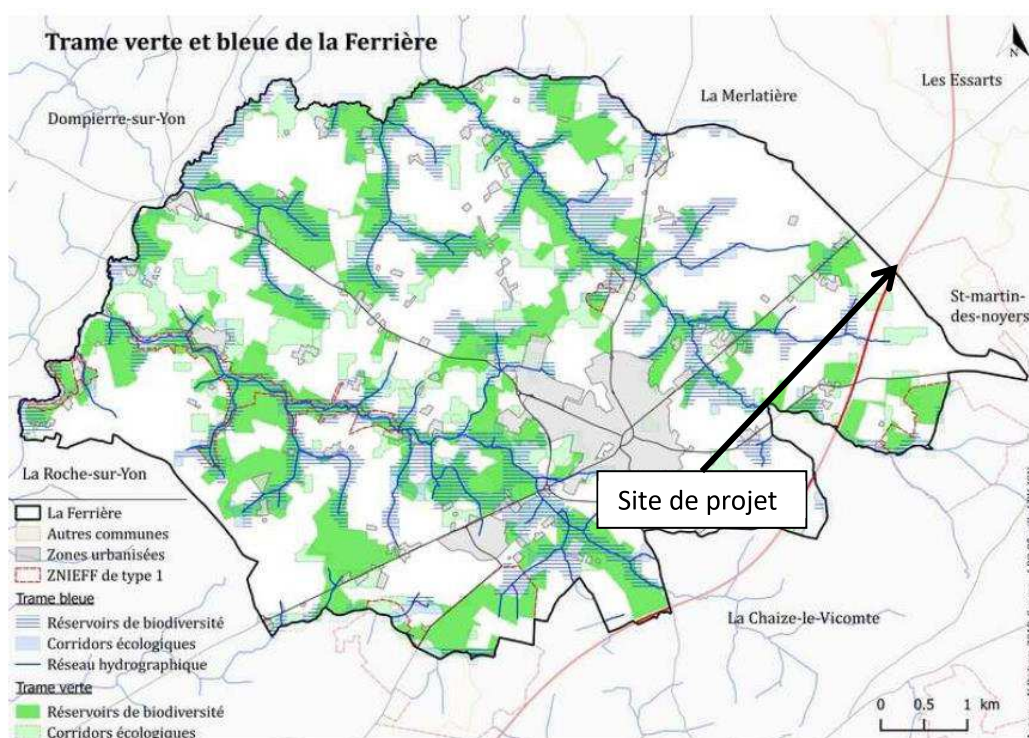 Trame verte et bleue de la Ferrière
N
Les Essarts
La Merlatière
Dompierre-sur-Yon
St-martin-
des-noyers
La Roche-sur-Yon
Site de projet
La Chaize-le-Vicomte
La Ferrière
Autres communes
Zones urbanisées
ZNIEFF de type 1
Trame bleue
Réservoirs de biodiversité
Corridors écologiques
Réseau hydrographique
Trame verte
Réservoirs de biodiversité
Corridors écologiques
0 0.5 1 km